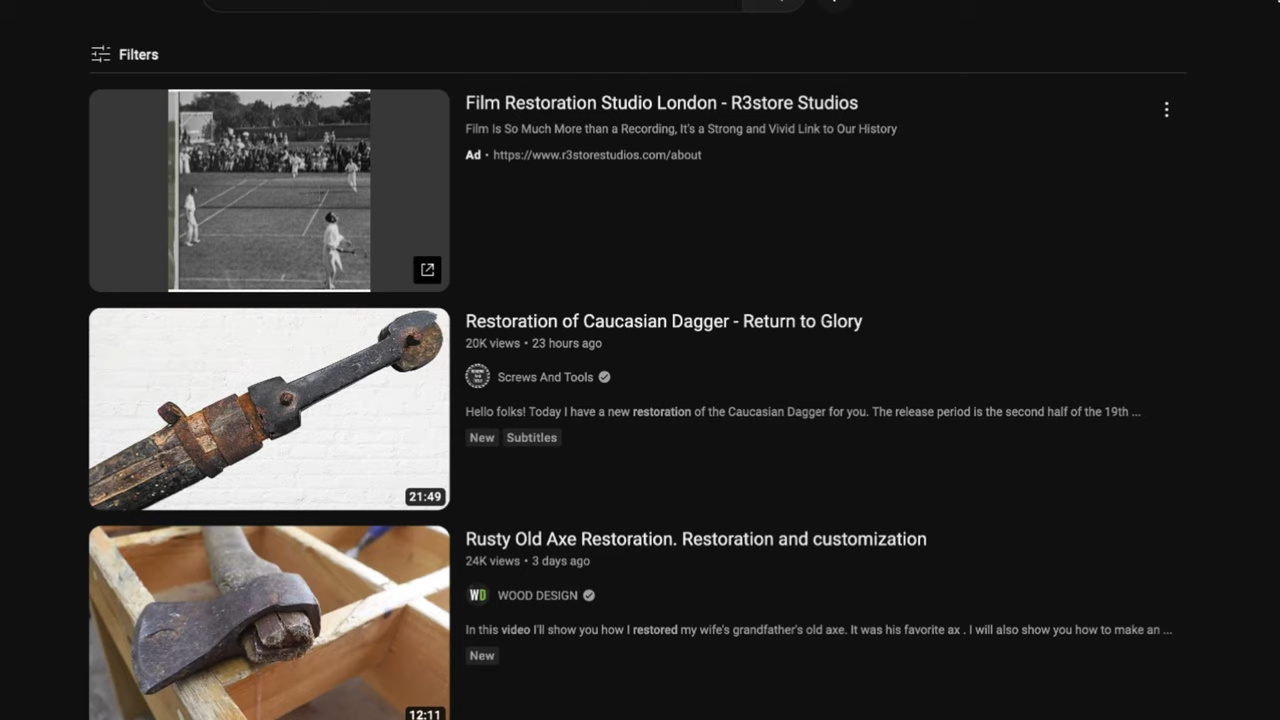 Filters
Film Restoration Studio London - R3store Studios
Film Is So Much More than a Recording, It's a Strong and Vivid Link to Our History
Ad • https://www.r3storestudios.com/about
Restoration of Caucasian Dagger - Return to Glory
20K views • 23 hours ago
Screws And Tools
Hello folks! Today I have a new restoration of the Caucasian Dagger for you. The release period is the second half of the 19th ...
New Subtitles
21:49
Rusty Old Axe Restoration. Restoration and customization
24K views • 3 days ago
WD WOOD DESIGN
In this video I'll show you how I restored my wife's grandfather's old axe. It was his favorite ax . I will also show you how to make an ...
New
12:11